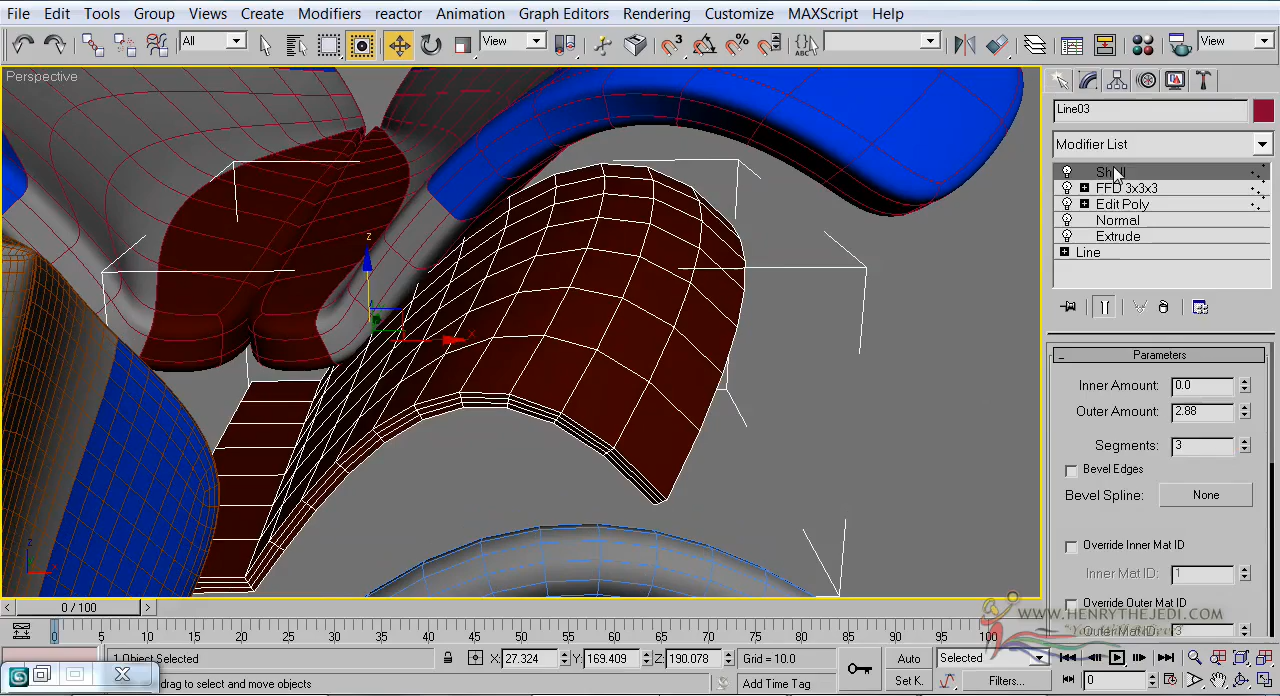 File Edit Tools Group Views Create Modifiers reactor Animation Graph Editors Rendering Customize MAXScript Help
All View 3 % ABC View
Perspective
Line03
Modifier List
FFD 3x3x3
Edit Poly
Normal
Extrude
Line
Parameters
Inner Amount: 0.0
Outer Amount: 2.88
Segments: 3
Bevel Edges
Bevel Spline: None
Override Inner Mat ID
Inner Mat ID: 1
Override Outer Mat ID
z
x
z
x
WWW.HENRYTHEJEDI.COM
0 / 100
0 5 10 15 20 25 30 35 40 45 50 55 60 65 70 75 80 85 90 95 100
1 Object Selected X: 27.324 Y: 169.409 Z: 190.078 Grid = 10.0 Auto Selected
drag to select and move objects Add Time Tag Set K. Filters... 0